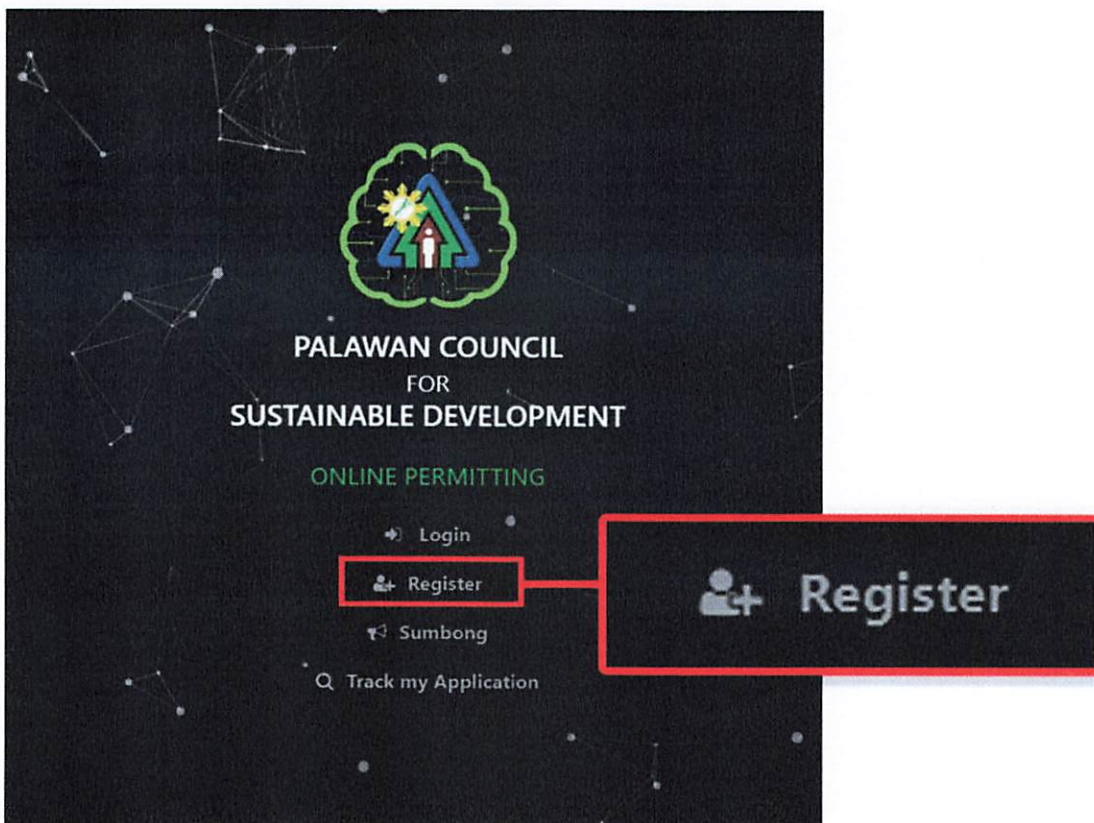 PALAWAN COUNCIL
FOR
SUSTAINABLE DEVELOPMENT
ONLINE PERMITTING
Login
Register
Register
Sumbong
Track my Application